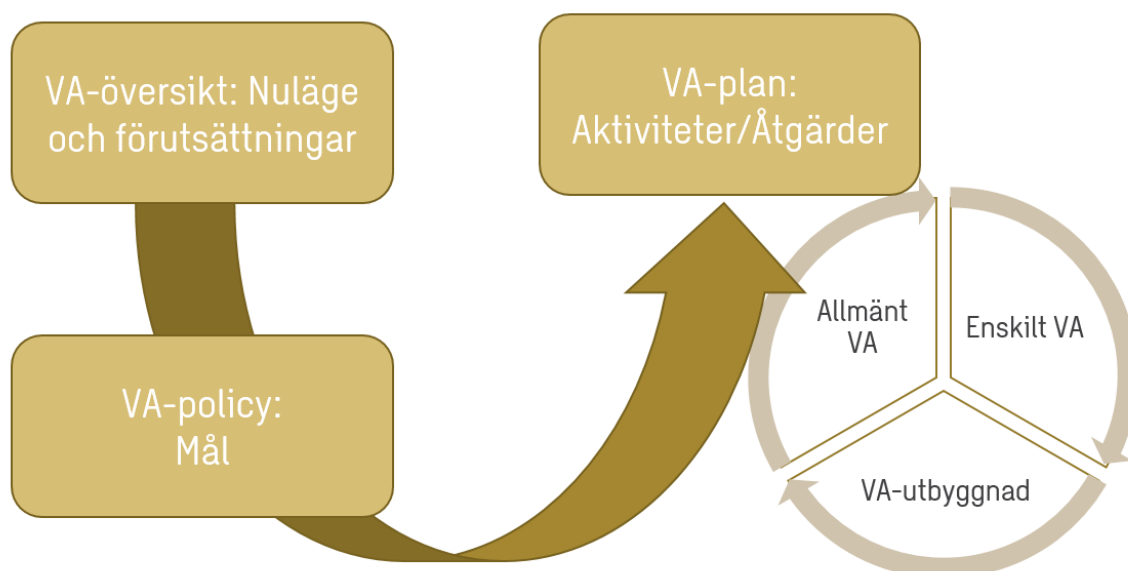 VA-översikt: Nuläge
och förutsättningar
VA-plan:
Aktiviteter/Åtgärder
VA-policy:
Mål
Allmänt
VA
Enskilt VA
VA-utbyggnad